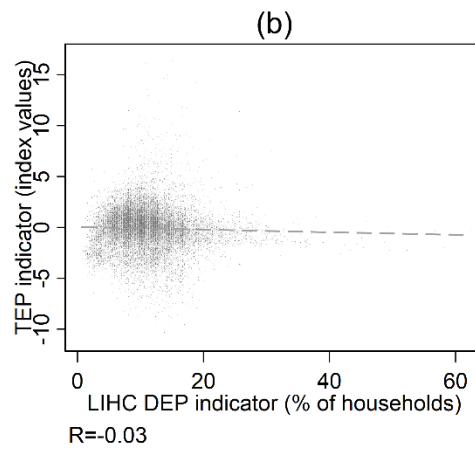 (b)
TEP indicator (index values)
15
10
5
0
-5
-10
0 20 40 60
LIHC DEP indicator (% of households)
R=-0.03